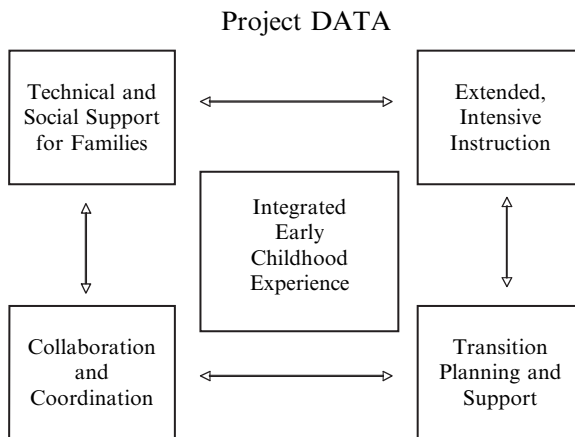 Project DATA
Technical and
Social Support
for Families
Extended,
Intensive
Instruction
Integrated
Early
Childhood
Experience
Collaboration
and
Coordination
Transition
Planning and
Support